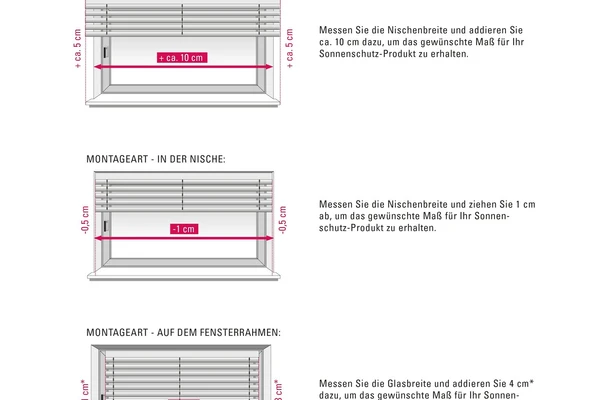 Messen Sie die Nischenbreite und addieren Sie
ca. 10 cm dazu, um das gewünschte Maß für Ihr
Sonnenschutz-Produkt zu erhalten.
+ ca. 5 cm
+ ca. 10 cm
+ ca. 5 cm
MONTAGEART - IN DER NISCHE:
Messen Sie die Nischenbreite und ziehen Sie 1 cm
ab, um das gewünschte Maß für Ihr Sonnen-
schutz-Produkt zu erhalten.
-0,5 cm
-1 cm
-0,5 cm
MONTAGEART - AUF DEM FENSTERRAHMEN:
Messen Sie die Glasbreite und addieren Sie 4 cm*
dazu, um das gewünschte Maß für Ihr Sonnen-
cm*
cm*